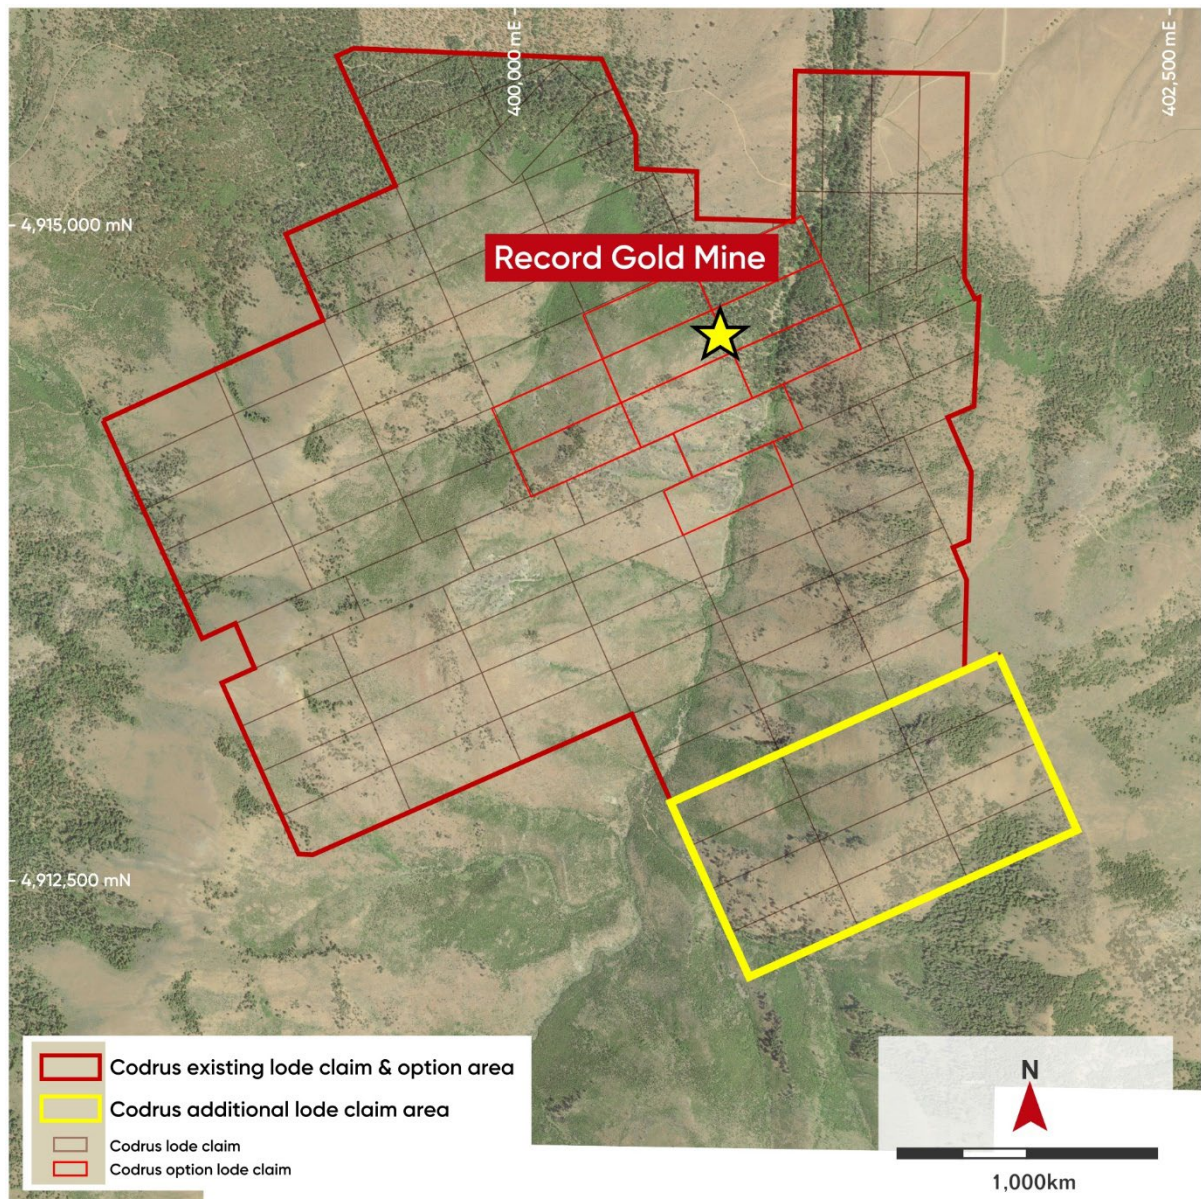 400,000 mE
402,500 mE
4,915,000 mN
Record Gold Mine
4,912,500 mN
Codrus existing lode claim & option area
Codrus additional lode claim area
Codrus lode claim
Codrus option lode claim
N
1,000km